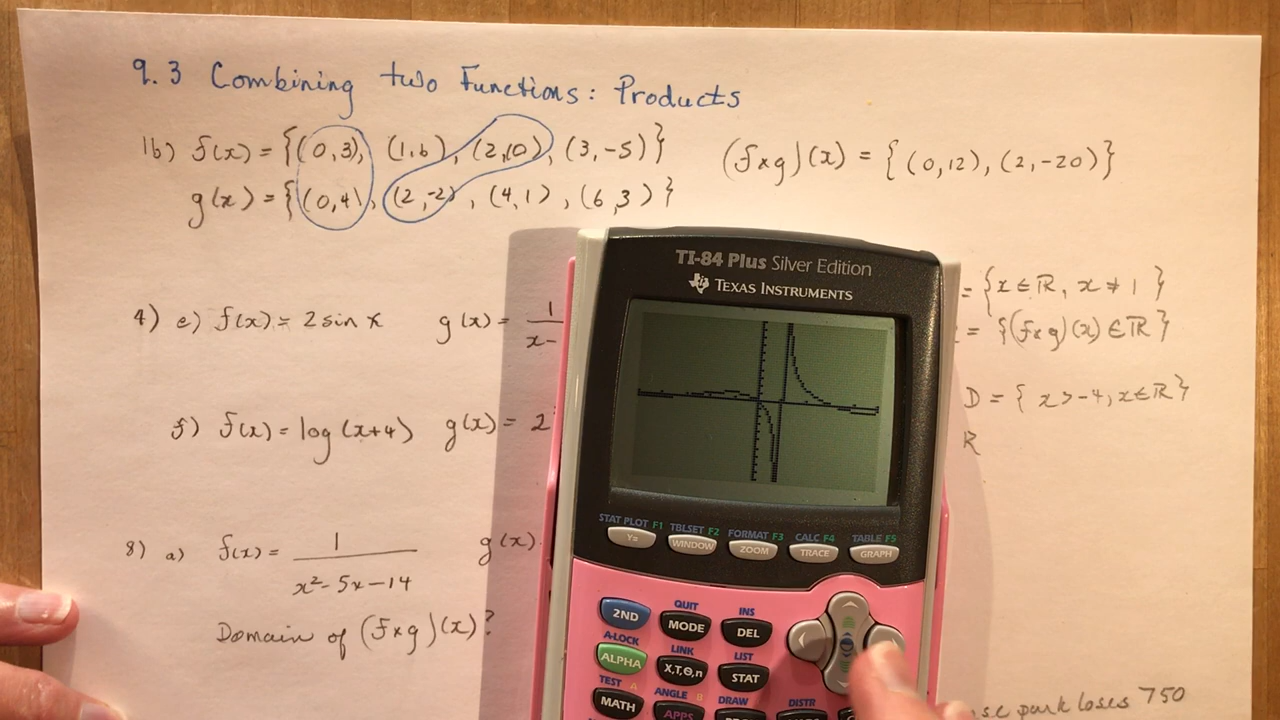 9.3 Combining two Functions: Products
1b) f(x) = {(0,3), (1,6), (2,10), (3,-5)}
(f×g)(x) = {(0,12), (2,-20)}
g(x) = {(0,4), (2,-2), (4,1), (6,3)}
TI-84 Plus Silver Edition
TEXAS INSTRUMENTS
= {x∈ℝ, x≠1}
4) e) f(x) = 2 sin x g(x) = 1/x-
= {(f×g)(x) ∈ℝ}
D = {x>-4, x∈ℝ}
f) f(x) = log(x+4) g(x) = 2
R
STAT PLOT F1 TBLSET F2 FORMAT F3 CALC F4 TABLE F5
Y= WINDOW ZOOM TRACE GRAPH
8) a) f(x) = 1/x²-5x-14 g(x)
Domain of (f×g)(x)?
QUIT INS
2ND MODE DEL
A-LOCK LINK LIST
ALPHA X,T,Θ,n STAT
TEST A ANGLE B DRAW DISTR
MATH APPS
park loses 750